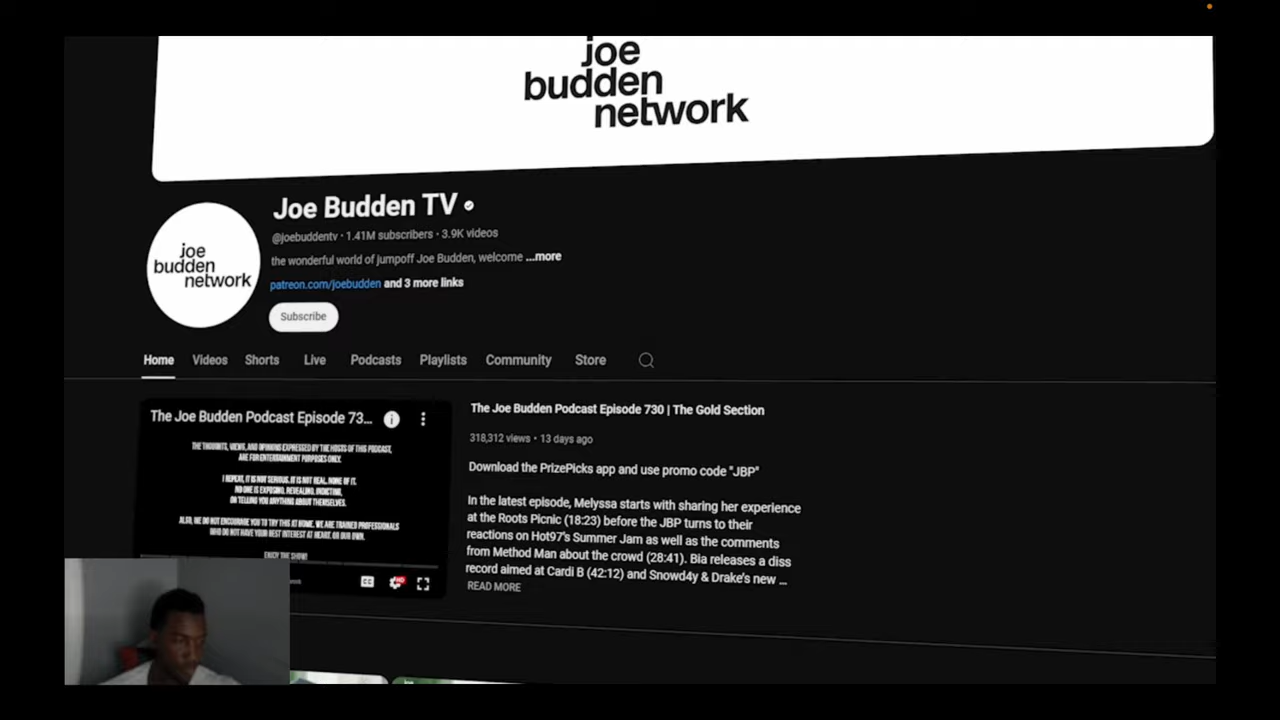 joe
budden
network
Joe Budden TV
@joebuddentv · 1.41M subscribers · 3.9K videos
the wonderful world of jumpoff Joe Budden, welcome ...more
patreon.com/joebudden and 3 more links
joe
budden
network
Subscribe
Home Videos Shorts Live Podcasts Playlists Community Store
The Joe Budden Podcast Episode 73...
THE THOUGHTS, VIEWS, AND OPINIONS EXPRESSED BY THE HOSTS OF THIS PODCAST,
ARE FOR ENTERTAINMENT PURPOSES ONLY.
I REPEAT, IT IS NOT SERIOUS. IT IS NOT REAL. NONE OF IT.
NO ONE IS EXPOSING, REVEALING, INDICTING,
OR TELLING YOU ANYTHING ABOUT THEMSELVES.
ALSO, WE DO NOT ENCOURAGE YOU TO TRY THIS AT HOME. WE ARE TRAINED PROFESSIONALS
WHO DO NOT HAVE YOUR BEST INTEREST AT HEART. OR OUR OWN.
ENJOY THE SHOW!
CC HD
The Joe Budden Podcast Episode 730 | The Gold Section
318,312 views · 13 days ago
Download the PrizePicks app and use promo code "JBP"
In the latest episode, Melyssa starts with sharing her experience
at the Roots Picnic (18:23) before the JBP turns to their
reactions on Hot97's Summer Jam as well as the comments
from Method Man about the crowd (28:41). Bia releases a diss
record aimed at Cardi B (42:12) and Snowd4y & Drake's new ...
READ MORE